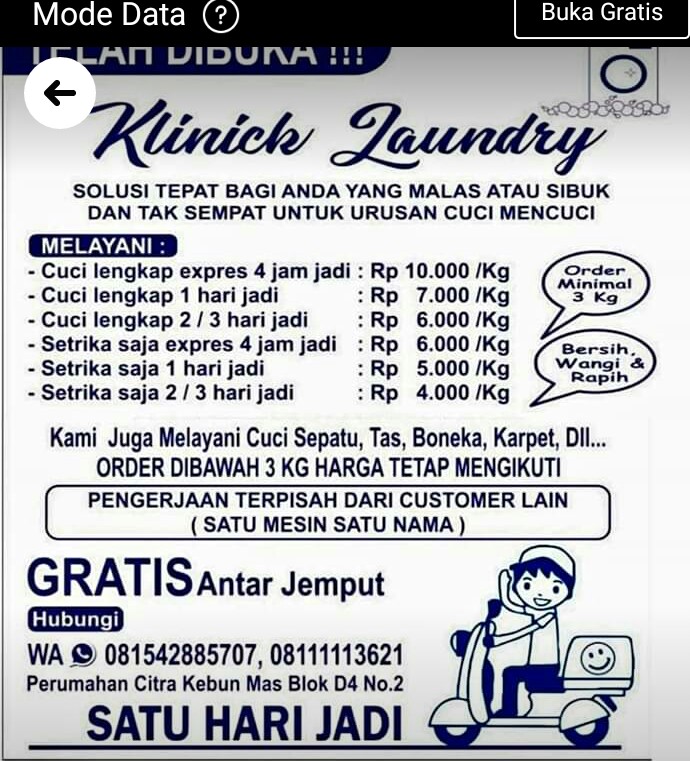 Mode Data ? Buka Gratis
TELAH DIBUKA !!!
Klinick Laundry
SOLUSI TEPAT BAGI ANDA YANG MALAS ATAU SIBUK
DAN TAK SEMPAT UNTUK URUSAN CUCI MENCUCI
MELAYANI :
- Cuci lengkap expres 4 jam jadi : Rp 10.000 /Kg
- Cuci lengkap 1 hari jadi : Rp 7.000 /Kg
- Cuci lengkap 2 / 3 hari jadi : Rp 6.000 /Kg
- Setrika saja expres 4 jam jadi : Rp 6.000 /Kg
- Setrika saja 1 hari jadi : Rp 5.000 /Kg
- Setrika saja 2 / 3 hari jadi : Rp 4.000 /Kg
Order
Minimal
3 Kg
Bersih,
Wangi &
Rapih
Kami Juga Melayani Cuci Sepatu, Tas, Boneka, Karpet, Dll...
ORDER DIBAWAH 3 KG HARGA TETAP MENGIKUTI
PENGERJAAN TERPISAH DARI CUSTOMER LAIN
( SATU MESIN SATU NAMA )
GRATIS Antar Jemput
Hubungi
WA 081542885707, 08111113621
Perumahan Citra Kebun Mas Blok D4 No.2
SATU HARI JADI